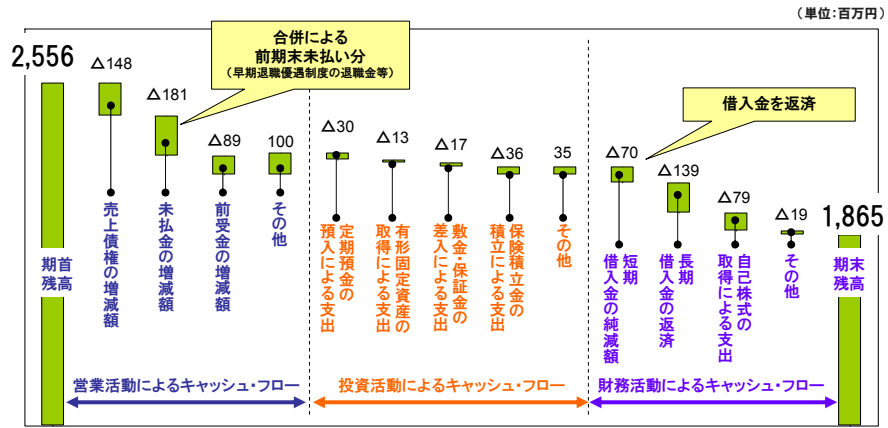 （単位：百万円）
2,556
△148
△181
△89
100
合併による
前期末未払い分
（早期退職優遇制度の退職金等）
△30
△13
△17
△36
35
借入金を返済
△70
△139
△79
△19
1,865
期首
残高
売上債権の増減額
未払金の増減額
前受金の増減額
その他
定期預金の
預入による支出
有形固定資産の
取得による支出
敷金・保証金の
差入による支出
保険積立金の
積立による支出
その他
短期
借入金の純減額
長期
借入金の返済
自己株式の
取得による支出
その他
期末
残高
営業活動によるキャッシュ・フロー
投資活動によるキャッシュ・フロー
財務活動によるキャッシュ・フロー